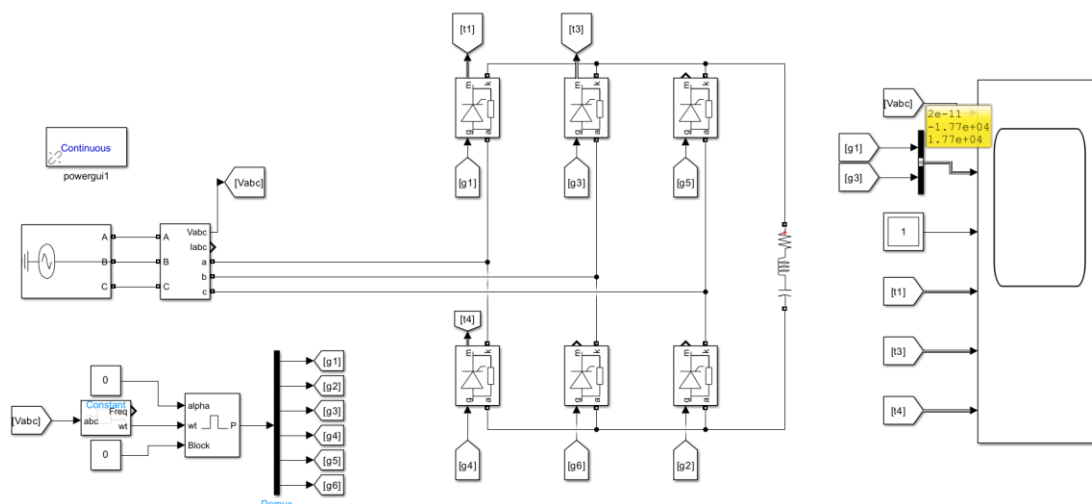 [t1]
[t3]
m
k
g
a
m
k
g
a
m
k
g
a
[g1]
[g3]
[g5]
Continuous
powergui1
[Vabc]
A
B
C
A
B
C
Vabc
Iabc
a
b
c
[t4]
m
k
g
a
m
k
g
a
m
k
g
a
[g4]
[g6]
[g2]
0
Constant
[Vabc]
abc
Freq
wt
0
alpha
wt
Block
P
[g1]
[g2]
[g3]
[g4]
[g5]
[g6]
[Vabc]
2e-11
-1.77e+04
1.77e+04
[g1]
[g3]
1
[t1]
[t3]
[t4]